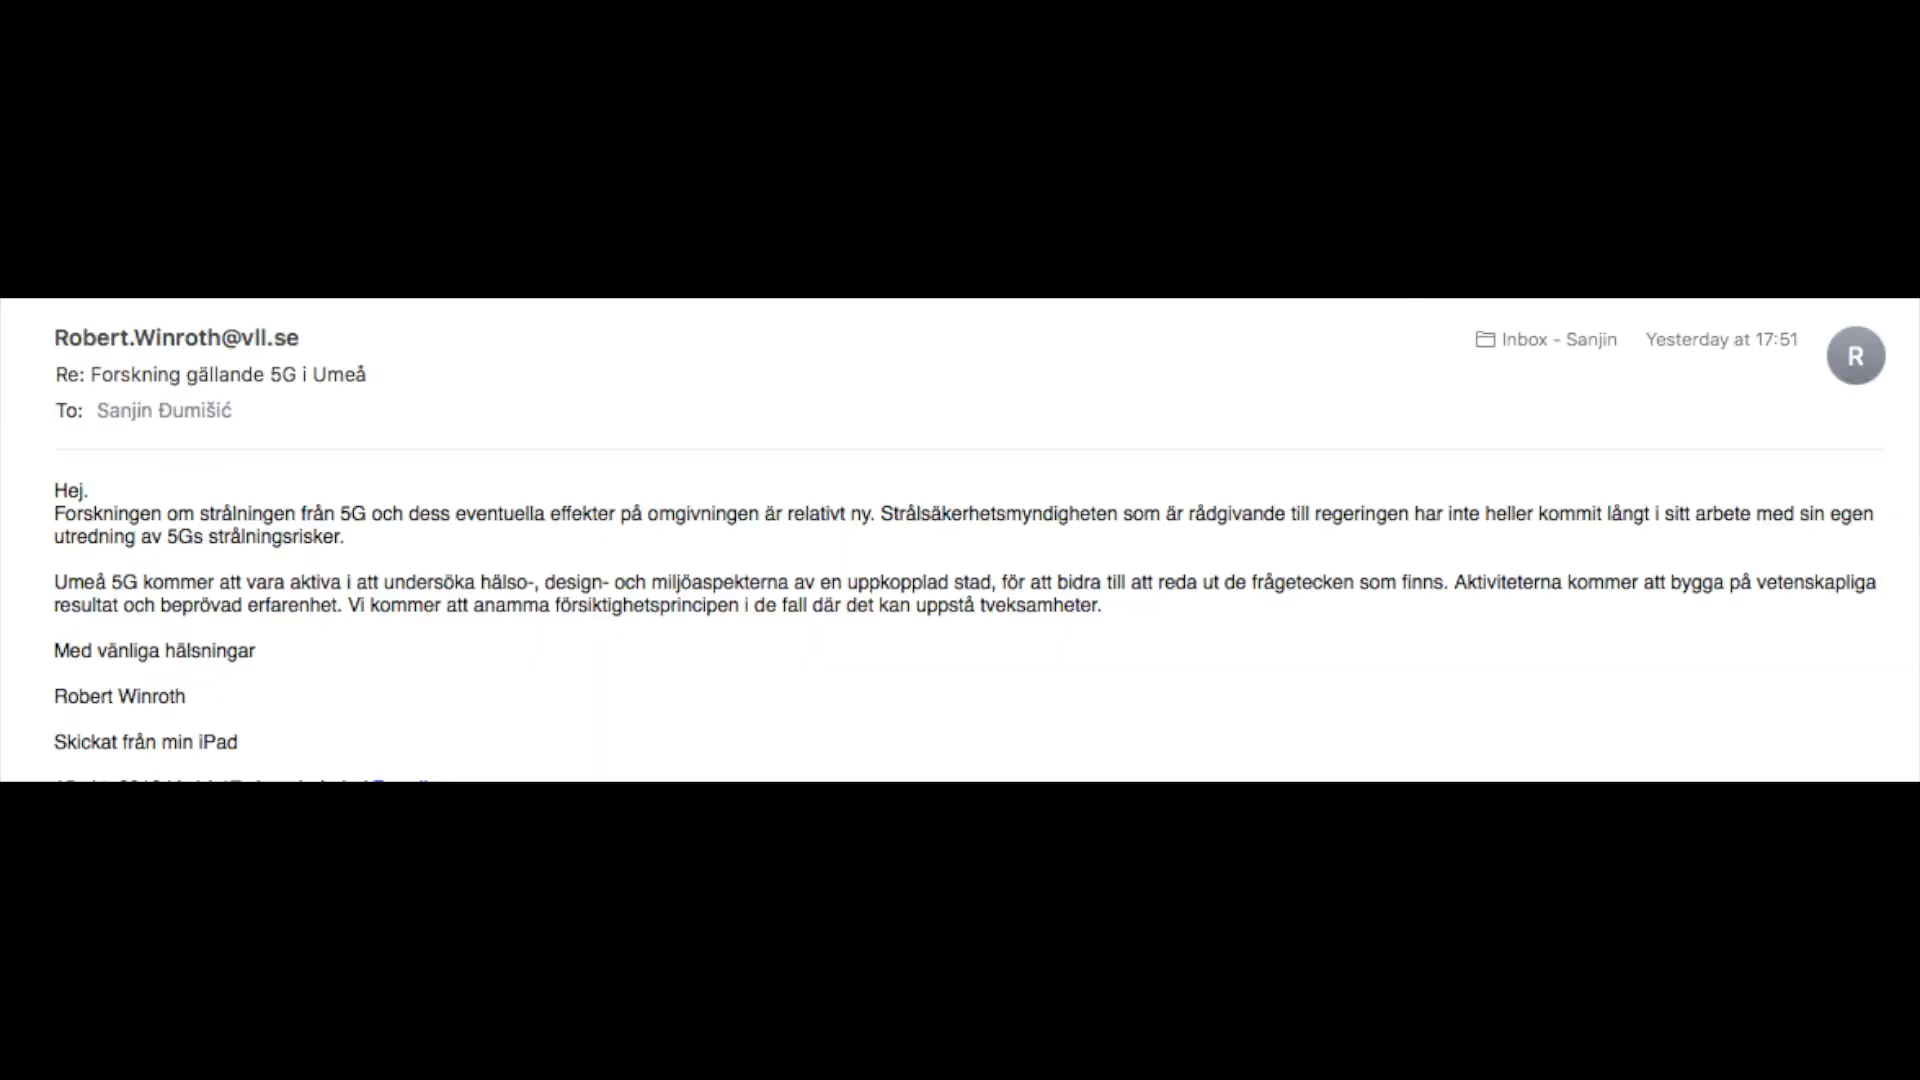 Robert.Winroth@vll.se
Inbox - Sanjin Yesterday at 17:51
R
Re: Forskning gällande 5G i Umeå
To: Sanjin Đumišić
Hej.
Forskningen om strålningen från 5G och dess eventuella effekter på omgivningen är relativt ny. Strålsäkerhetsmyndigheten som är rådgivande till regeringen har inte heller kommit långt i sitt arbete med sin egen
utredning av 5Gs strålningsrisker.
Umeå 5G kommer att vara aktiva i att undersöka hälso-, design- och miljöaspekterna av en uppkopplad stad, för att bidra till att reda ut de frågetecken som finns. Aktiviteterna kommer att bygga på vetenskapliga
resultat och beprövad erfarenhet. Vi kommer att anamma försiktighetsprincipen i de fall där det kan uppstå tveksamheter.
Med vänliga hälsningar
Robert Winroth
Skickat från min iPad